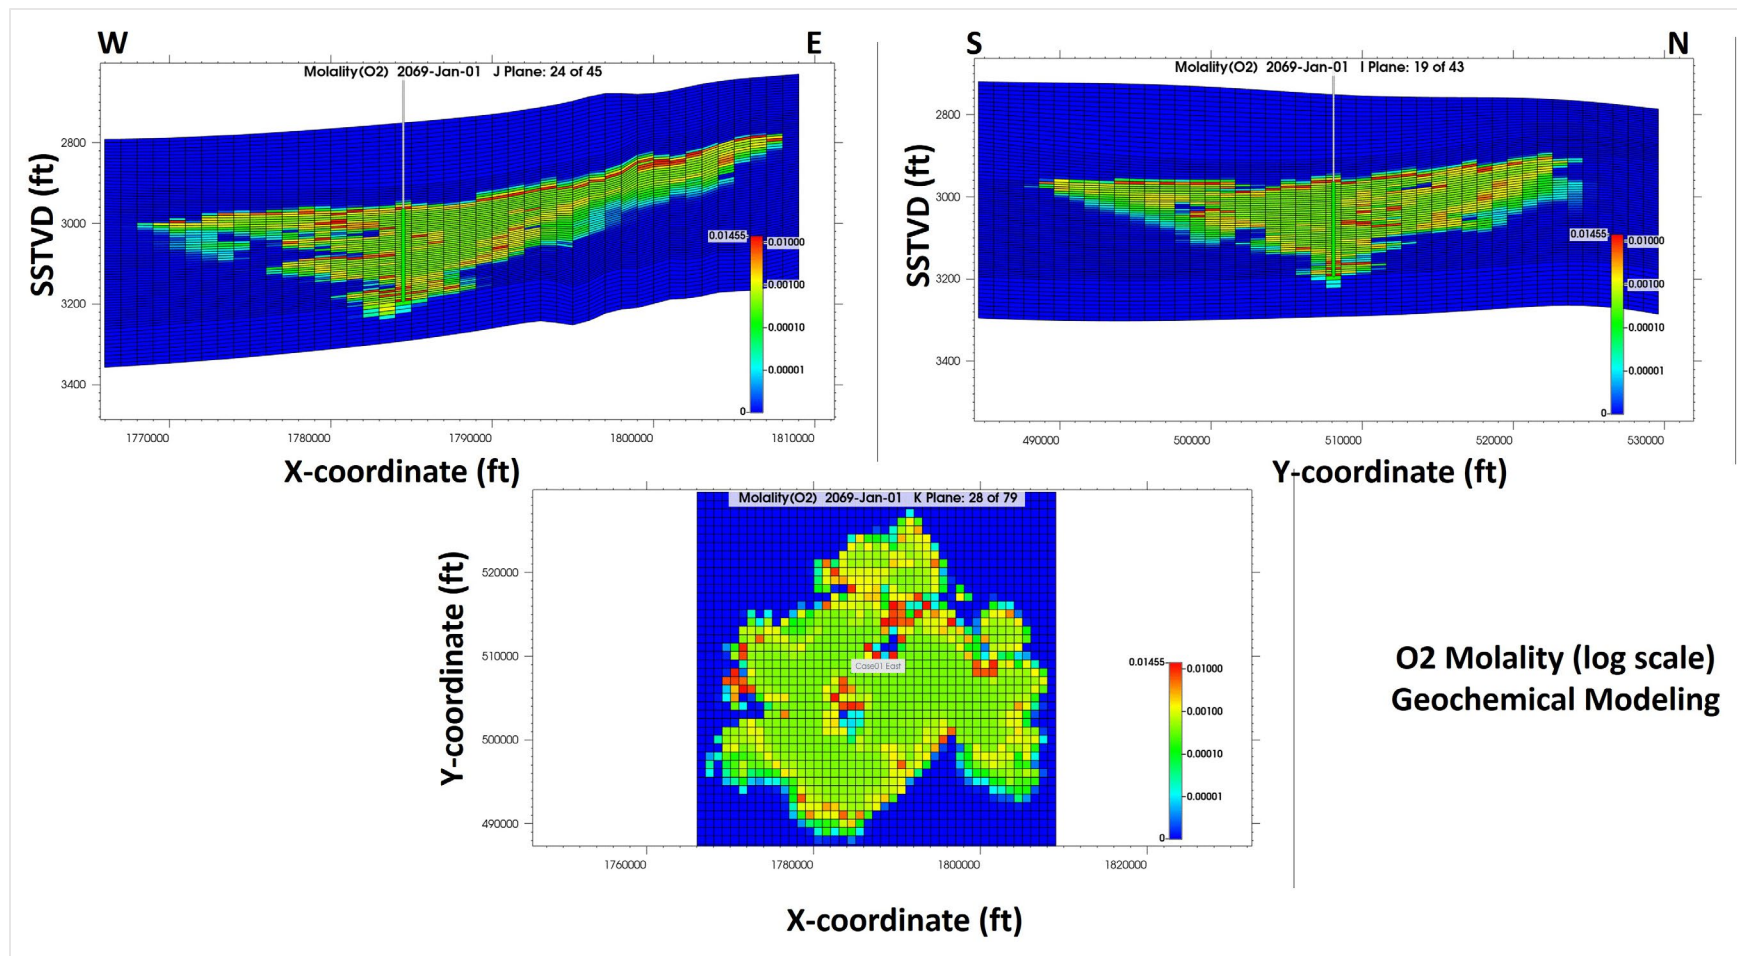 W
E
Molality(O2) 2069-Jan-01 J Plane: 24 of 45
SSTVD (ft)
2800
3000
3200
3400
0.01455
0.01000
0.00100
0.00010
0.00001
0
1770000
1780000
1790000
1800000
1810000
X-coordinate (ft)
S
N
Molality(O2) 2069-Jan-01 I Plane: 19 of 43
SSTVD (ft)
2800
3000
3200
3400
0.01455
0.01000
0.00100
0.00010
0.00001
0
490000
500000
510000
520000
530000
Y-coordinate (ft)
Molality(O2) 2069-Jan-01 K Plane: 28 of 79
Y-coordinate (ft)
520000
510000
500000
490000
Case01 East
0.01455
0.01000
0.00100
0.00010
0.00001
0
1760000
1780000
1800000
1820000
X-coordinate (ft)
O2 Molality (log scale)
Geochemical Modeling